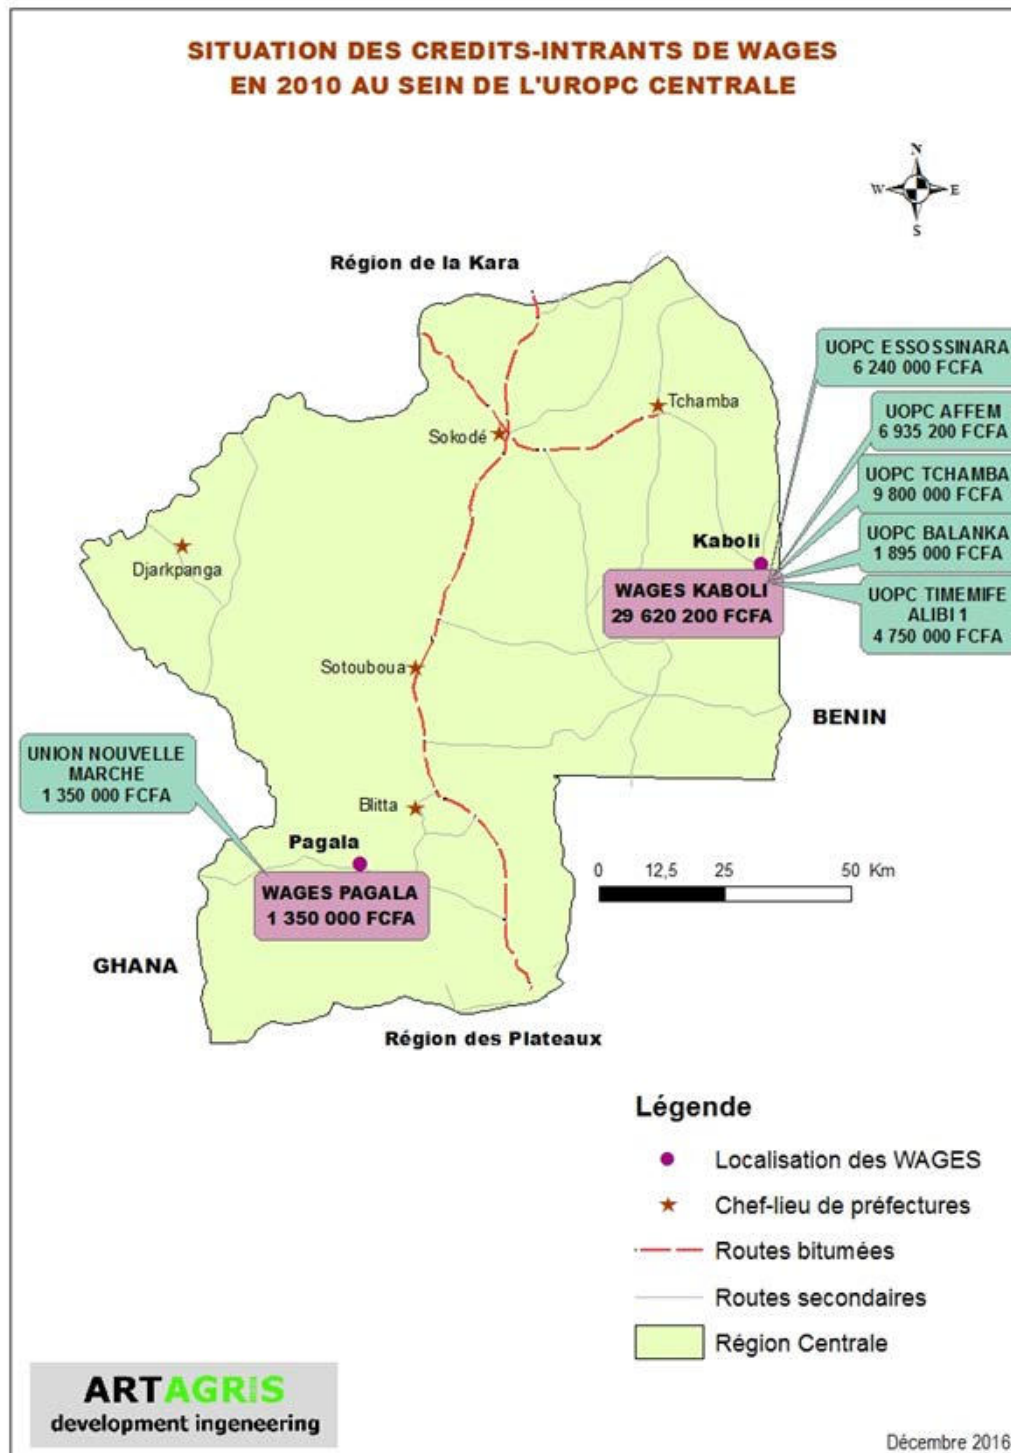 SITUATION DES CREDITS-INTRANTS DE WAGES
EN 2010 AU SEIN DE L'UROPC CENTRALE
N
W E
S
Région de la Kara
UOPC ESSOSSINARA
6 240 000 FCFA
UOPC AFFEM
6 935 200 FCFA
Tchamba
Sokodé
UOPC TCHAMBA
9 800 000 FCFA
Kaboli
UOPC BALANKA
1 895 000 FCFA
Djarkpanga
WAGES KABOLI
29 620 200 FCFA
UOPC TIMEMIFE
ALIBI 1
4 750 000 FCFA
Sotouboua
BENIN
UNION NOUVELLE
MARCHE
1 350 000 FCFA
Blitta
Pagala
0 12,5 25 50 Km
WAGES PAGALA
1 350 000 FCFA
GHANA
Région des Plateaux
Légende
Localisation des WAGES
Chef-lieu de préfectures
Routes bitumées
Routes secondaires
Région Centrale
ARTAGRIS
development ingeneering
Décembre 2016